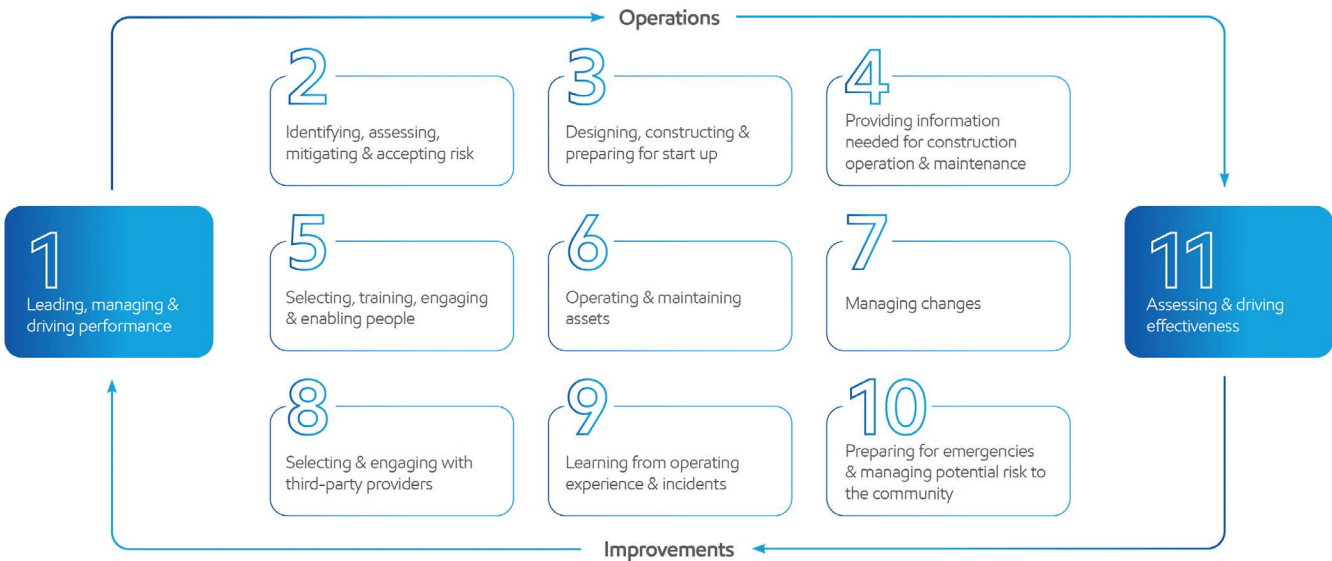 Operations
1
Leading, managing &
driving performance
2
Identifying, assessing,
mitigating & accepting risk
3
Designing, constructing &
preparing for start up
4
Providing information
needed for construction
operation & maintenance
5
Selecting, training, engaging
& enabling people
6
Operating & maintaining
assets
7
Managing changes
8
Selecting & engaging with
third-party providers
9
Learning from operating
experience & incidents
10
Preparing for emergencies
& managing potential risk to
the community
11
Assessing & driving
effectiveness
Improvements